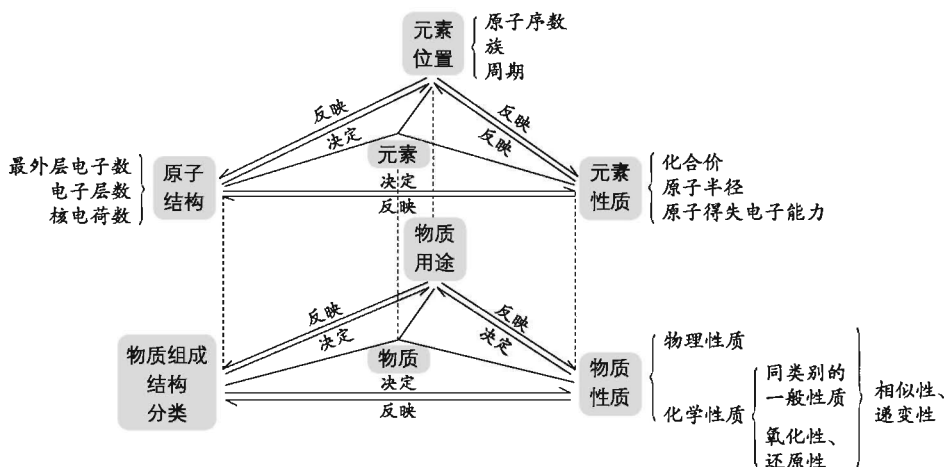 元素
位置
原子序数
族
周期
反映
决定
反映
反映
最外层电子数
电子层数
核电荷数
原子
结构
元素
决定
反映
元素
性质
化合价
原子半径
原子得失电子能力
物质
用途
反映
决定
反映
决定
物质组成
结构
分类
物质
决定
反映
物质
性质
物理性质
化学性质
同类别的
一般性质
氧化性、
还原性
相似性、
递变性